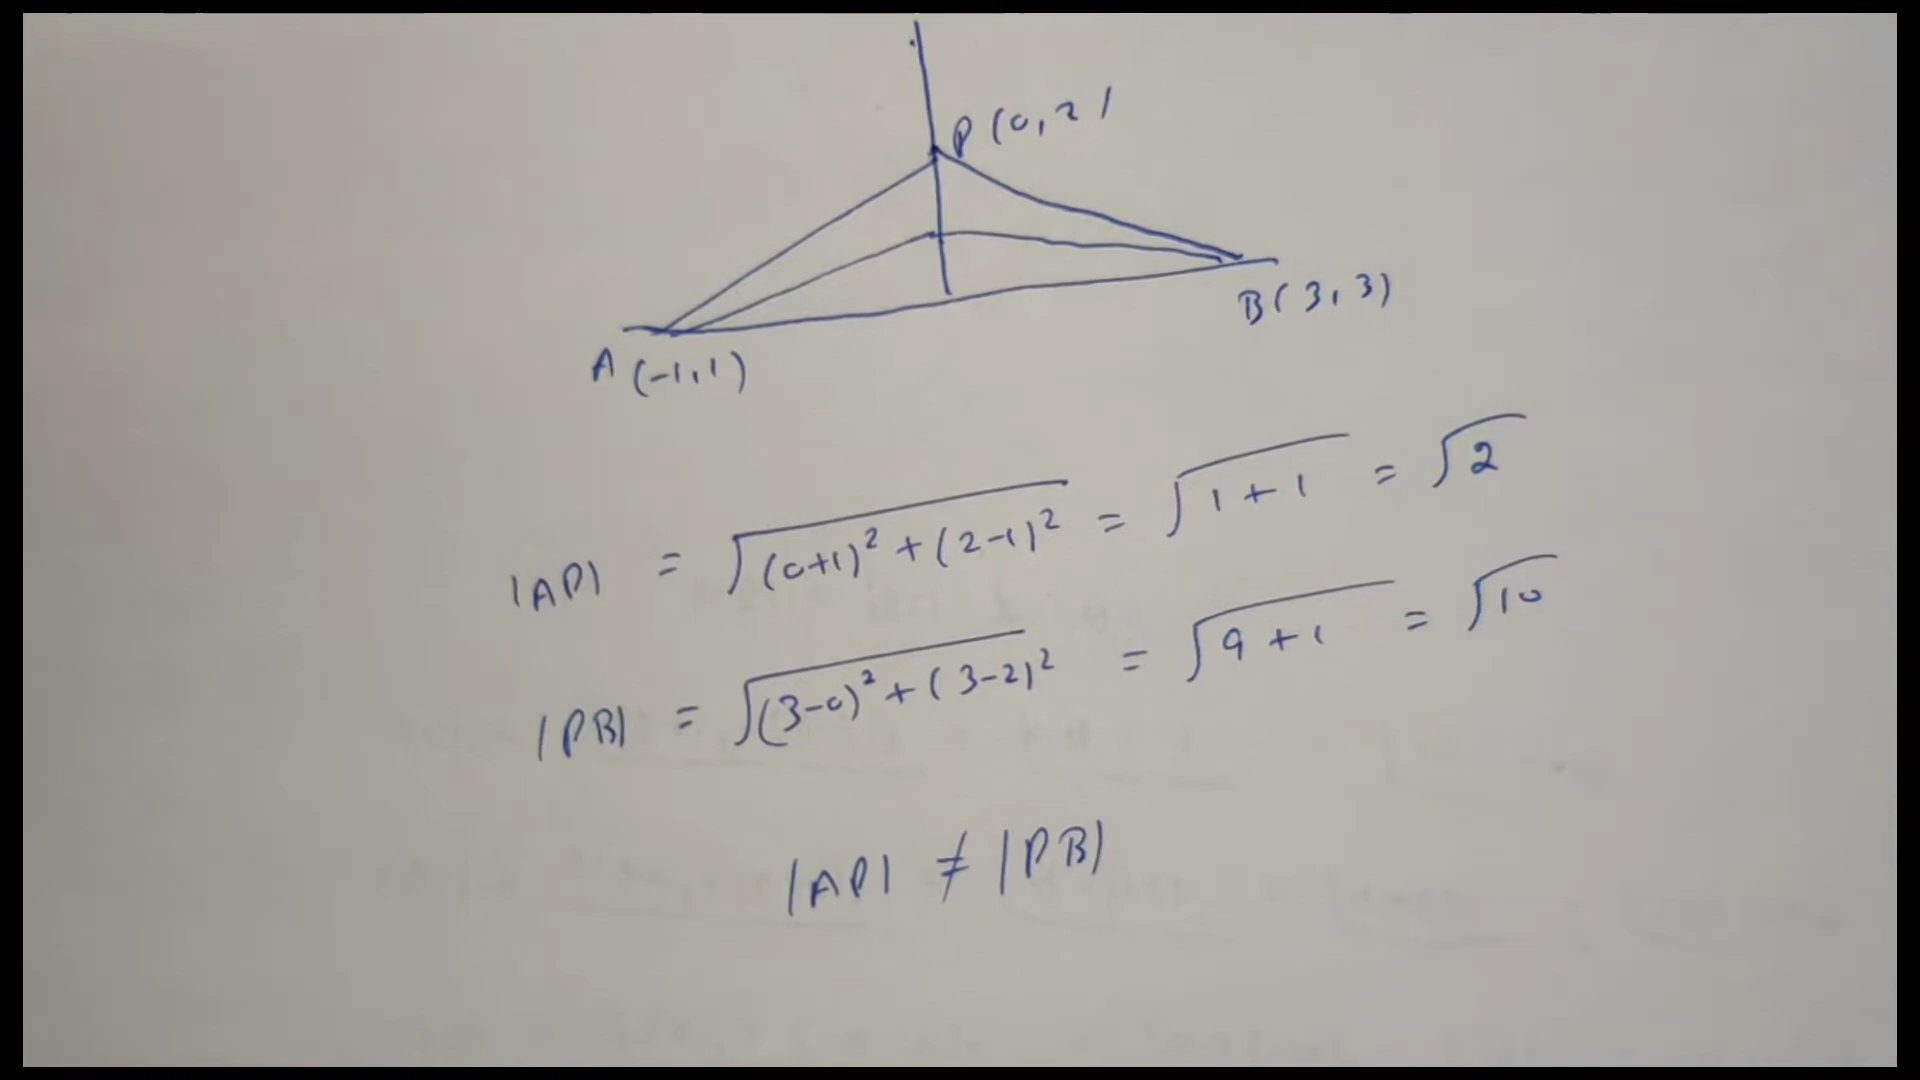 P(0,2)
B(3,3)
A(-1,1)
|AP| = √((0+1)² + (2-1)²) = √(1+1) = √2
|PB| = √((3-0)² + (3-2)²) = √(9+1) = √10
|AP| ≠ |PB|